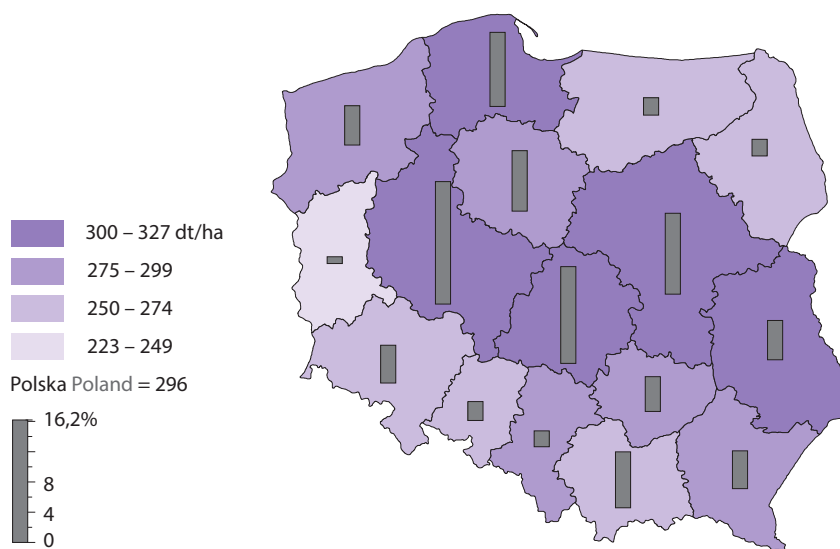 300 – 327 dt/ha
275 – 299
250 – 274
223 – 249
Polska Poland = 296
16,2%
8
4
0